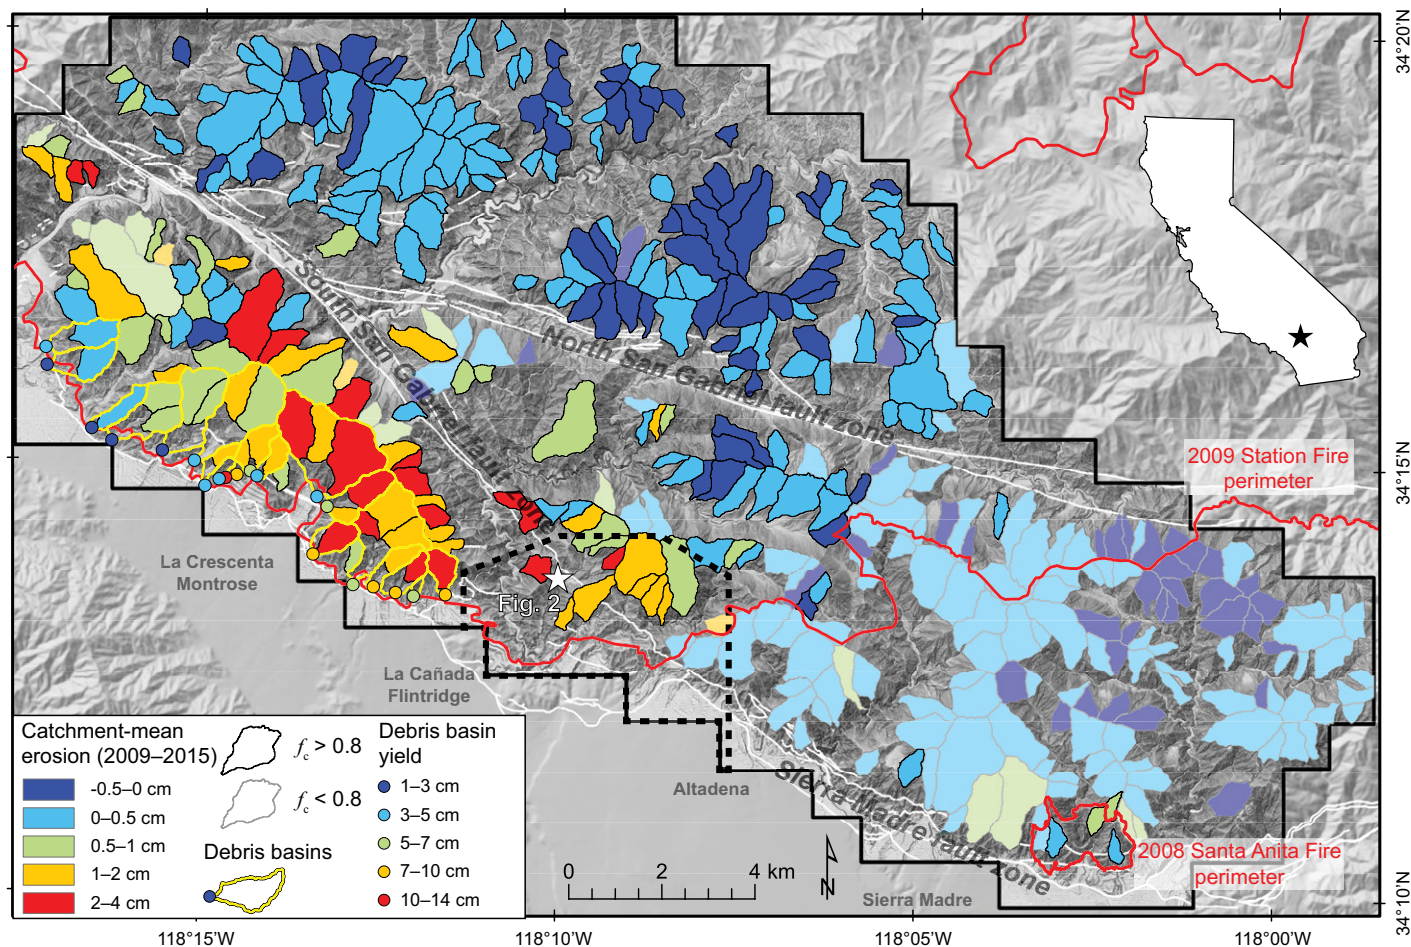 34°20'N
34°15'N
34°10'N
118°15'W
118°10'W
118°05'W
118°00'W
South San Gabriel fault zone
North San Gabriel fault zone
Sierra Madre fault zone
2009 Station Fire
perimeter
2008 Santa Anita Fire
perimeter
La Crescenta
Montrose
La Cañada
Flintridge
Altadena
Sierra Madre
Fig. 2
Catchment-mean
erosion (2009–2015)
-0.5–0 cm
0–0.5 cm
0.5–1 cm
1–2 cm
2–4 cm
fc > 0.8
fc < 0.8
Debris basins
Debris basin
yield
1–3 cm
3–5 cm
5–7 cm
7–10 cm
10–14 cm
0 2 4 km
N